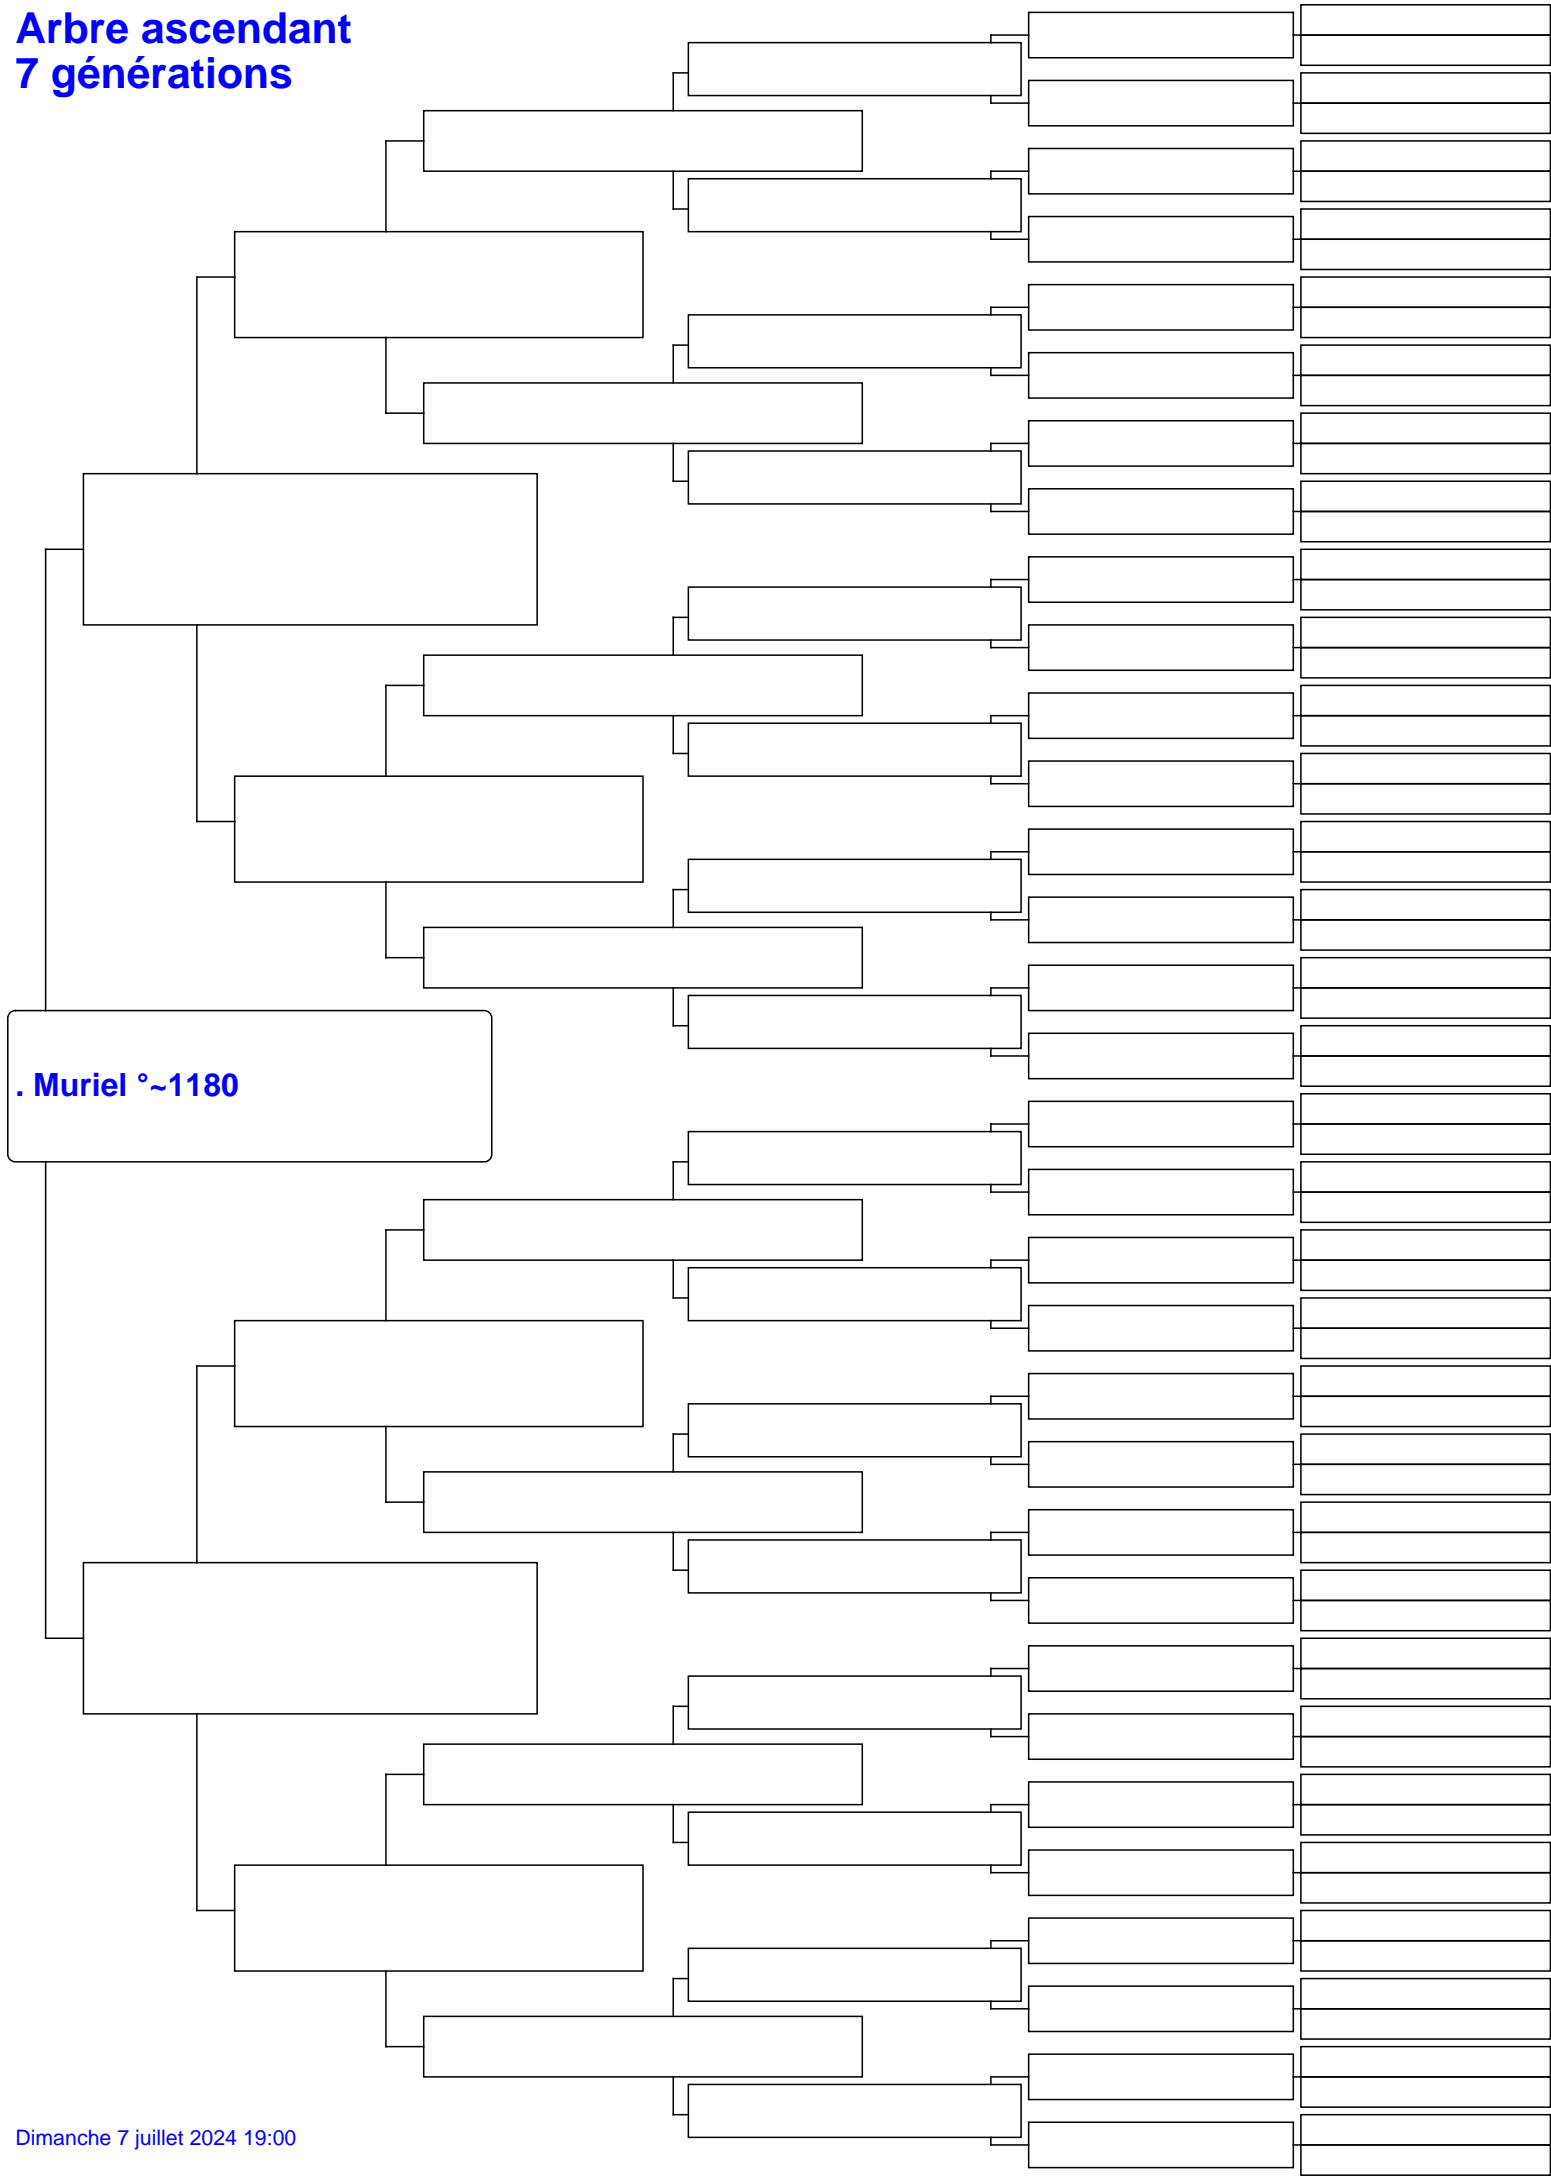 Arbre ascendant
7 générations
. Muriel °~1180
Dimanche 7 juillet 2024 19:00